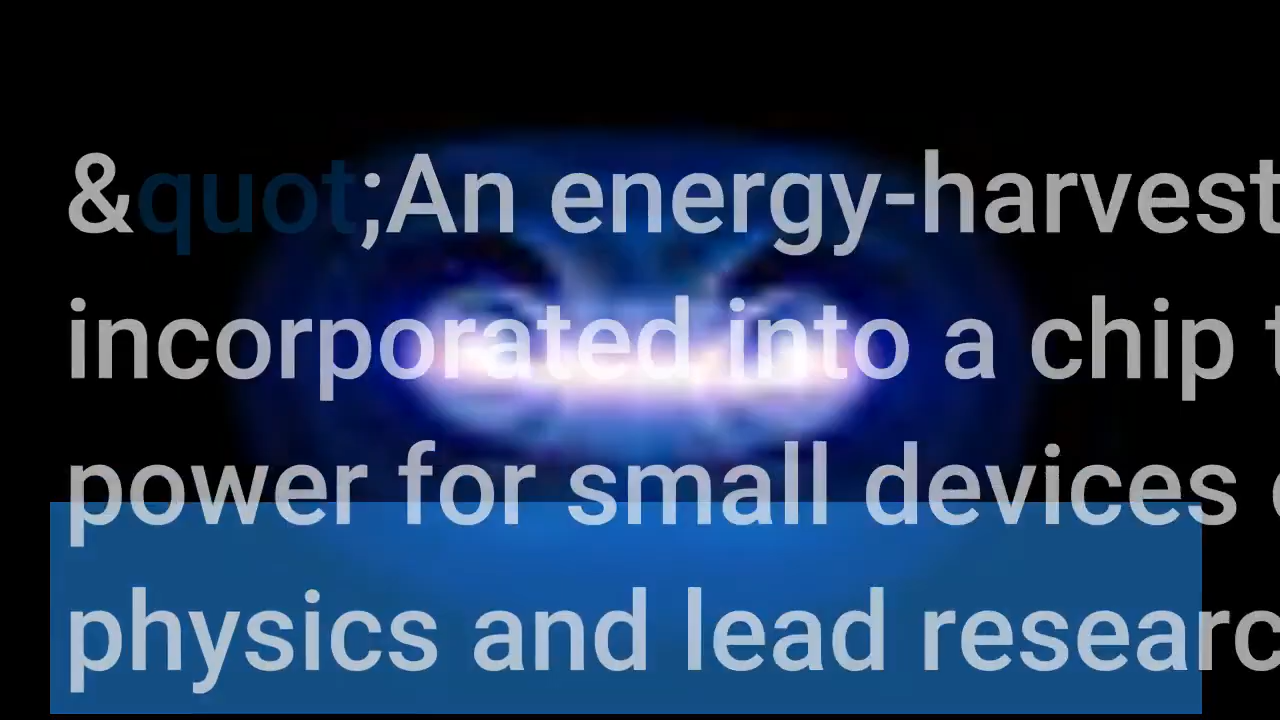 &quot;An energy-harvest
incorporated into a chip t
power for small devices
physics and lead researc